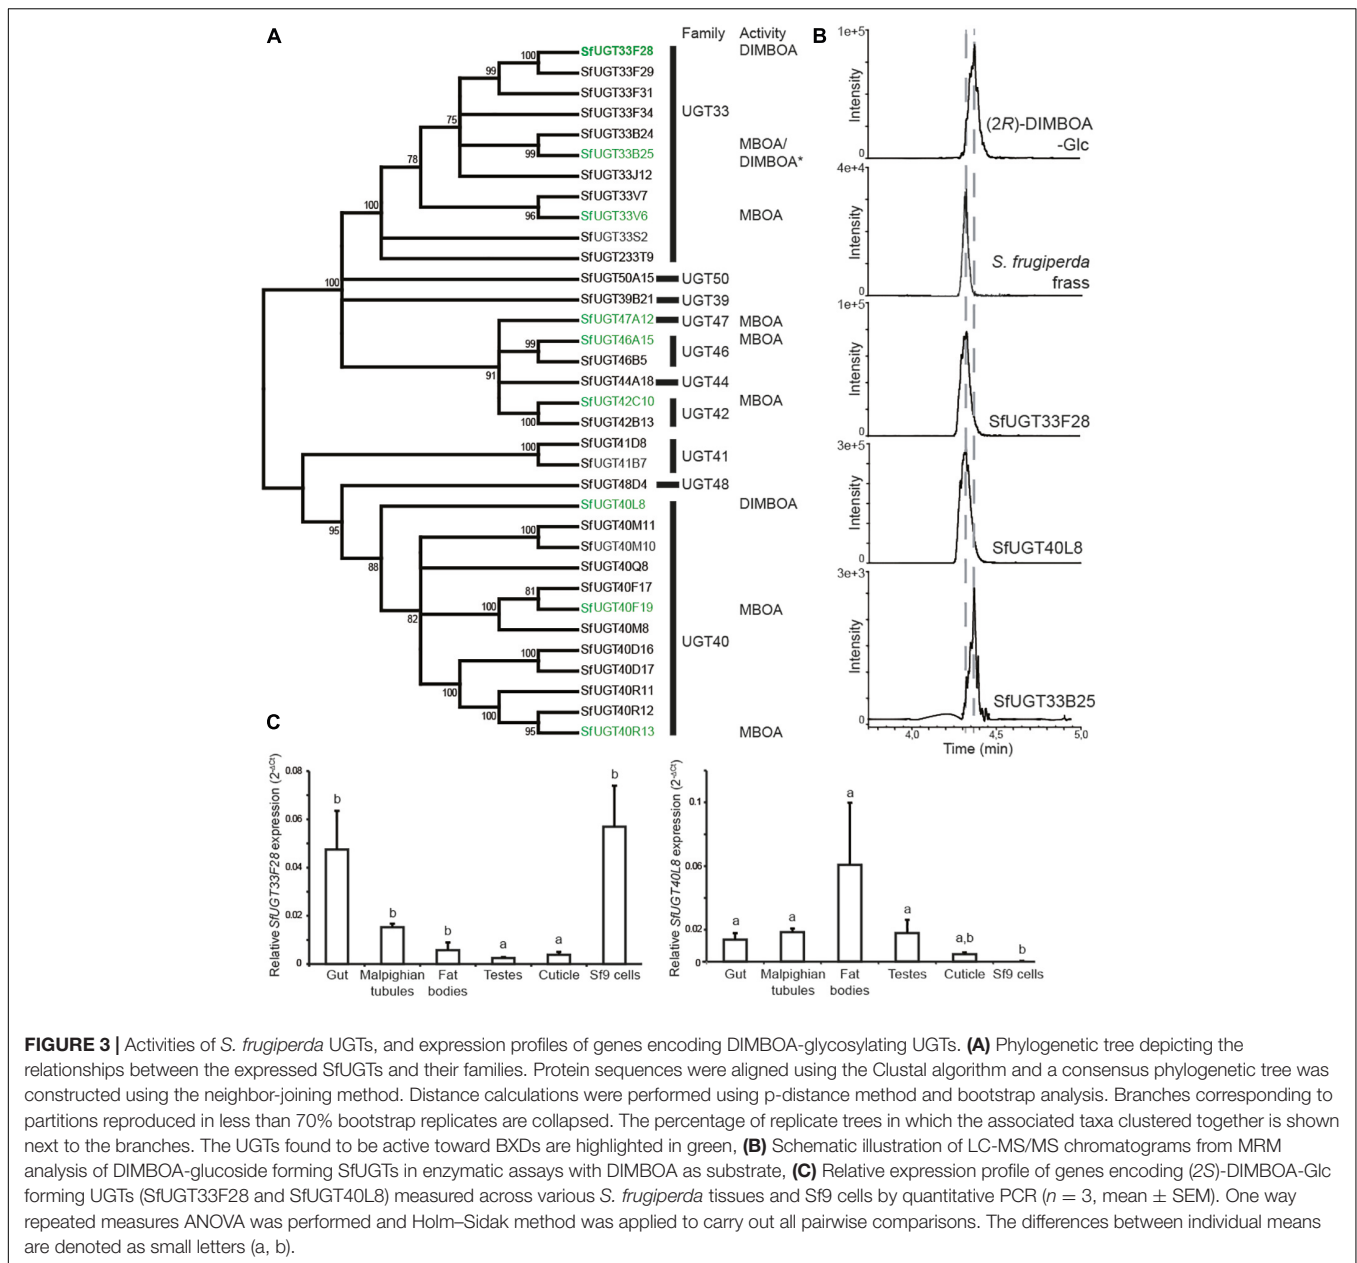 A
Family
Activity
B
SfUGT33F28
DIMBOA
SfUGT33F29
SfUGT33F31
SfUGT33F34
UGT33
SfUGT33B24
MBOA/
SfUGT33B25
DIMBOA*
SfUGT33J12
SfUGT33V7
SfUGT33V6
MBOA
SfUGT33S2
SfUGT233T9
SfUGT50A15
UGT50
SfUGT39B21
UGT39
SfUGT47A12
UGT47
MBOA
SfUGT46A15
MBOA
UGT46
SfUGT46B5
SfUGT44A18
UGT44
SfUGT42C10
MBOA
UGT42
SfUGT42B13
SfUGT41D8
UGT41
SfUGT41B7
SfUGT48D4
UGT48
SfUGT40L8
DIMBOA
SfUGT40M11
SfUGT40M10
SfUGT40Q8
SfUGT40F17
SfUGT40F19
MBOA
SfUGT40M8
UGT40
SfUGT40D16
SfUGT40D17
SfUGT40R11
SfUGT40R12
SfUGT40R13
MBOA
100
99
75
99
78
96
100
100
99
91
100
100
95
88
100
81
100
82
100
100
100
95
1e+5
Intensity
0
(2R)-DIMBOA
-Glc
4e+4
Intensity
0
S. frugiperda
frass
1e+5
Intensity
0
SfUGT33F28
3e+5
Intensity
0
SfUGT40L8
3e+3
Intensity
0
SfUGT33B25
4,0 4,5 5,0
Time (min)
C
Relative SfUGT33F28 expression (2-ΔCt)
0.08
0.06
0.04
0.02
0
b b b a a b
Gut Malpighian Fat Testes Cuticle Sf9 cells
tubules bodies
Relative SfUGT40L8 expression (2-ΔCt)
0.1
0.06
0.02
0
a a a a a,b b
Gut Malpighian Fat Testes Cuticle Sf9 cells
tubules bodies
FIGURE 3 | Activities of S. frugiperda UGTs, and expression profiles of genes encoding DIMBOA-glycosylating UGTs. (A) Phylogenetic tree depicting the
relationships between the expressed SfUGTs and their families. Protein sequences were aligned using the Clustal algorithm and a consensus phylogenetic tree was
constructed using the neighbor-joining method. Distance calculations were performed using p-distance method and bootstrap analysis. Branches corresponding to
partitions reproduced in less than 70% bootstrap replicates are collapsed. The percentage of replicate trees in which the associated taxa clustered together is shown
next to the branches. The UGTs found to be active toward BXDs are highlighted in green, (B) Schematic illustration of LC-MS/MS chromatograms from MRM
analysis of DIMBOA-glucoside forming SfUGTs in enzymatic assays with DIMBOA as substrate, (C) Relative expression profile of genes encoding (2S)-DIMBOA-Glc
forming UGTs (SfUGT33F28 and SfUGT40L8) measured across various S. frugiperda tissues and Sf9 cells by quantitative PCR (n = 3, mean ± SEM). One way
repeated measures ANOVA was performed and Holm–Sidak method was applied to carry out all pairwise comparisons. The differences between individual means
are denoted as small letters (a, b).